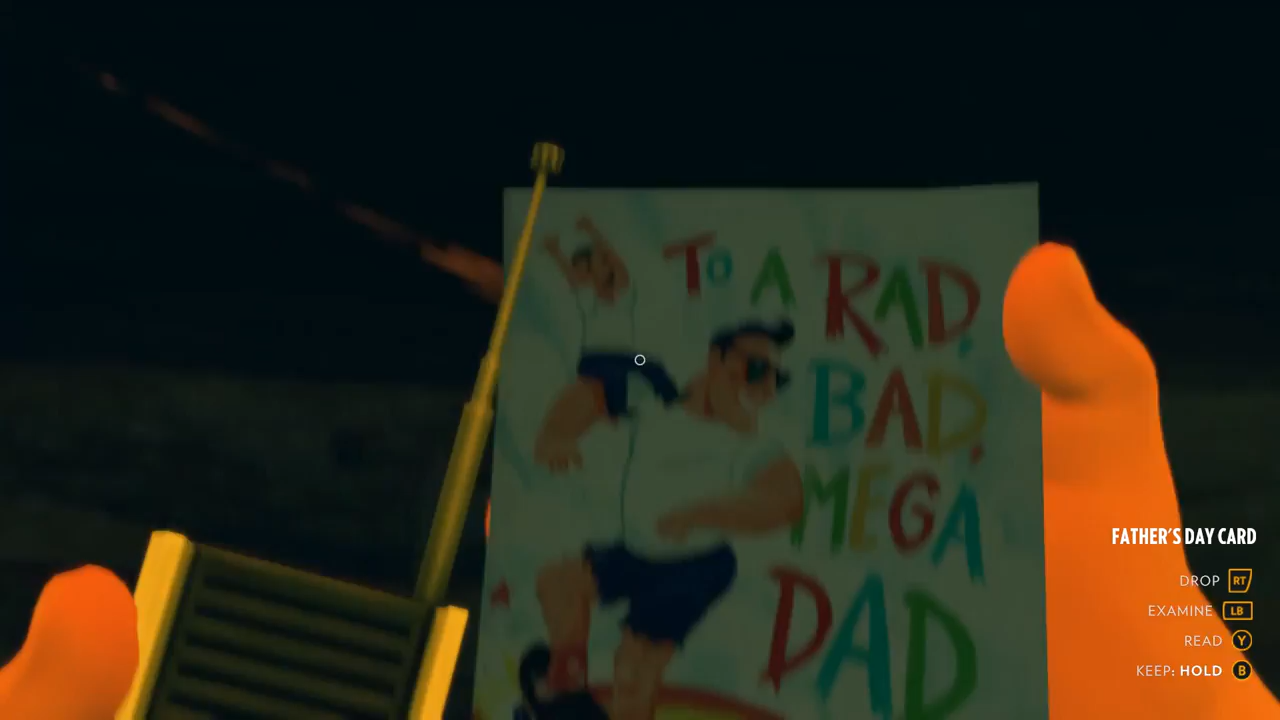 TO A RAD,
BAD,
MEGA
DAD
FATHER'S DAY CARD
DROP RT
EXAMINE LB
READ Y
KEEP: HOLD B